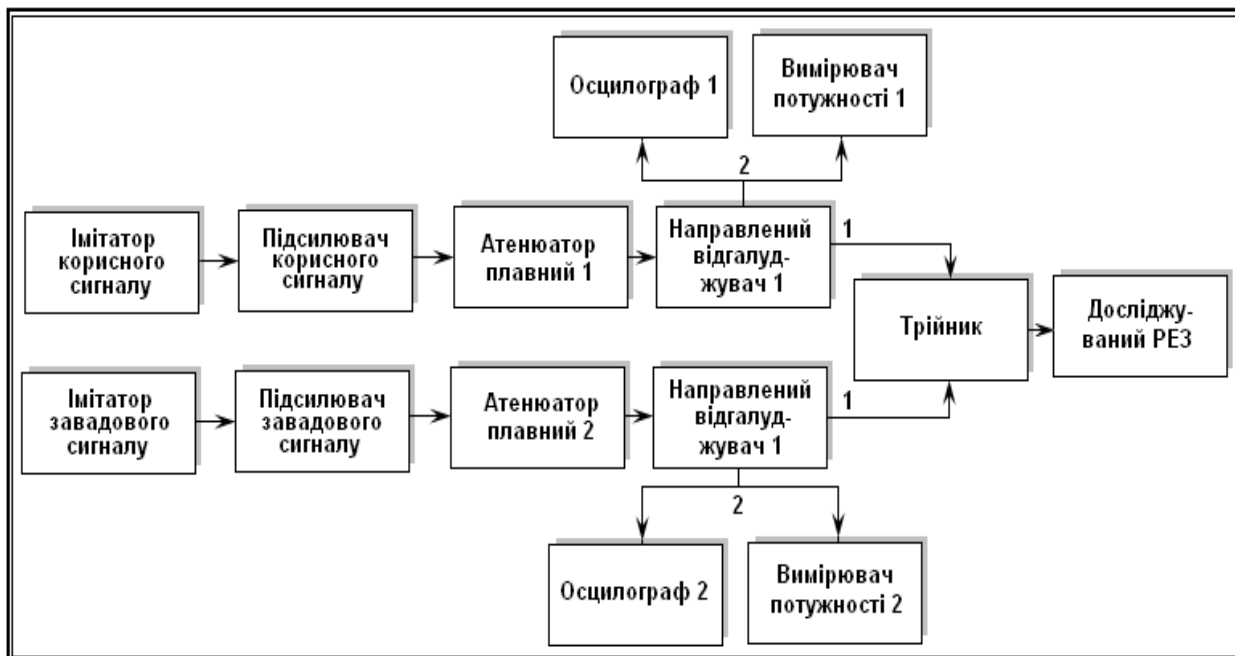 Осцилограф 1
Вимірювач
потужності 1
2
Імітатор
корисного
сигналу
Підсилювач
корисного
сигналу
Атенюатор
плавний 1
Направлений
відгалуд-
жувач 1
1
Трійник
Досліджу-
ваний РЕЗ
Імітатор
завадового
сигналу
Підсилювач
завадового
сигналу
Атенюатор
плавний 2
Направлений
відгалуд-
жувач 1
1
2
Осцилограф 2
Вимірювач
потужності 2